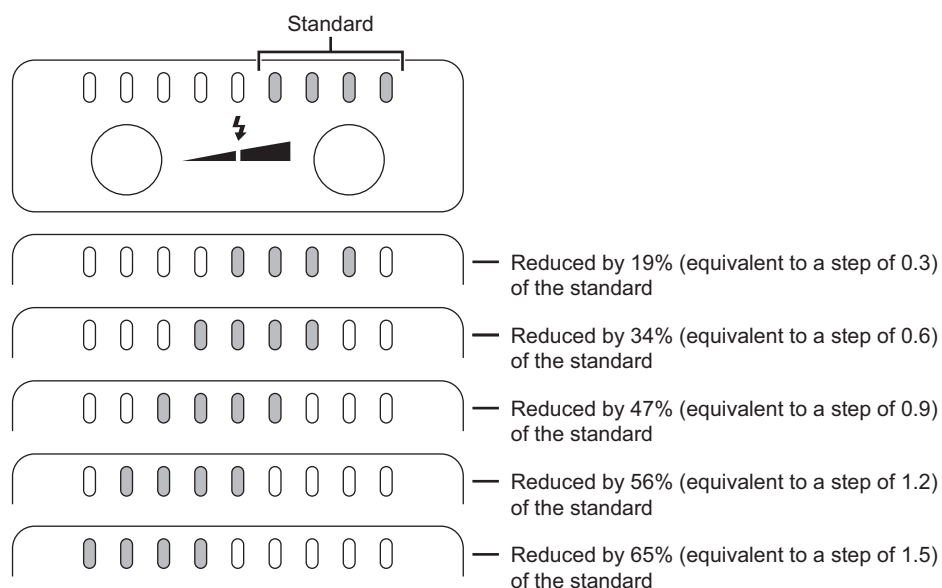 Standard
Reduced by 19% (equivalent to a step of 0.3)
of the standard
Reduced by 34% (equivalent to a step of 0.6)
of the standard
Reduced by 47% (equivalent to a step of 0.9)
of the standard
Reduced by 56% (equivalent to a step of 1.2)
of the standard
Reduced by 65% (equivalent to a step of 1.5)
of the standard